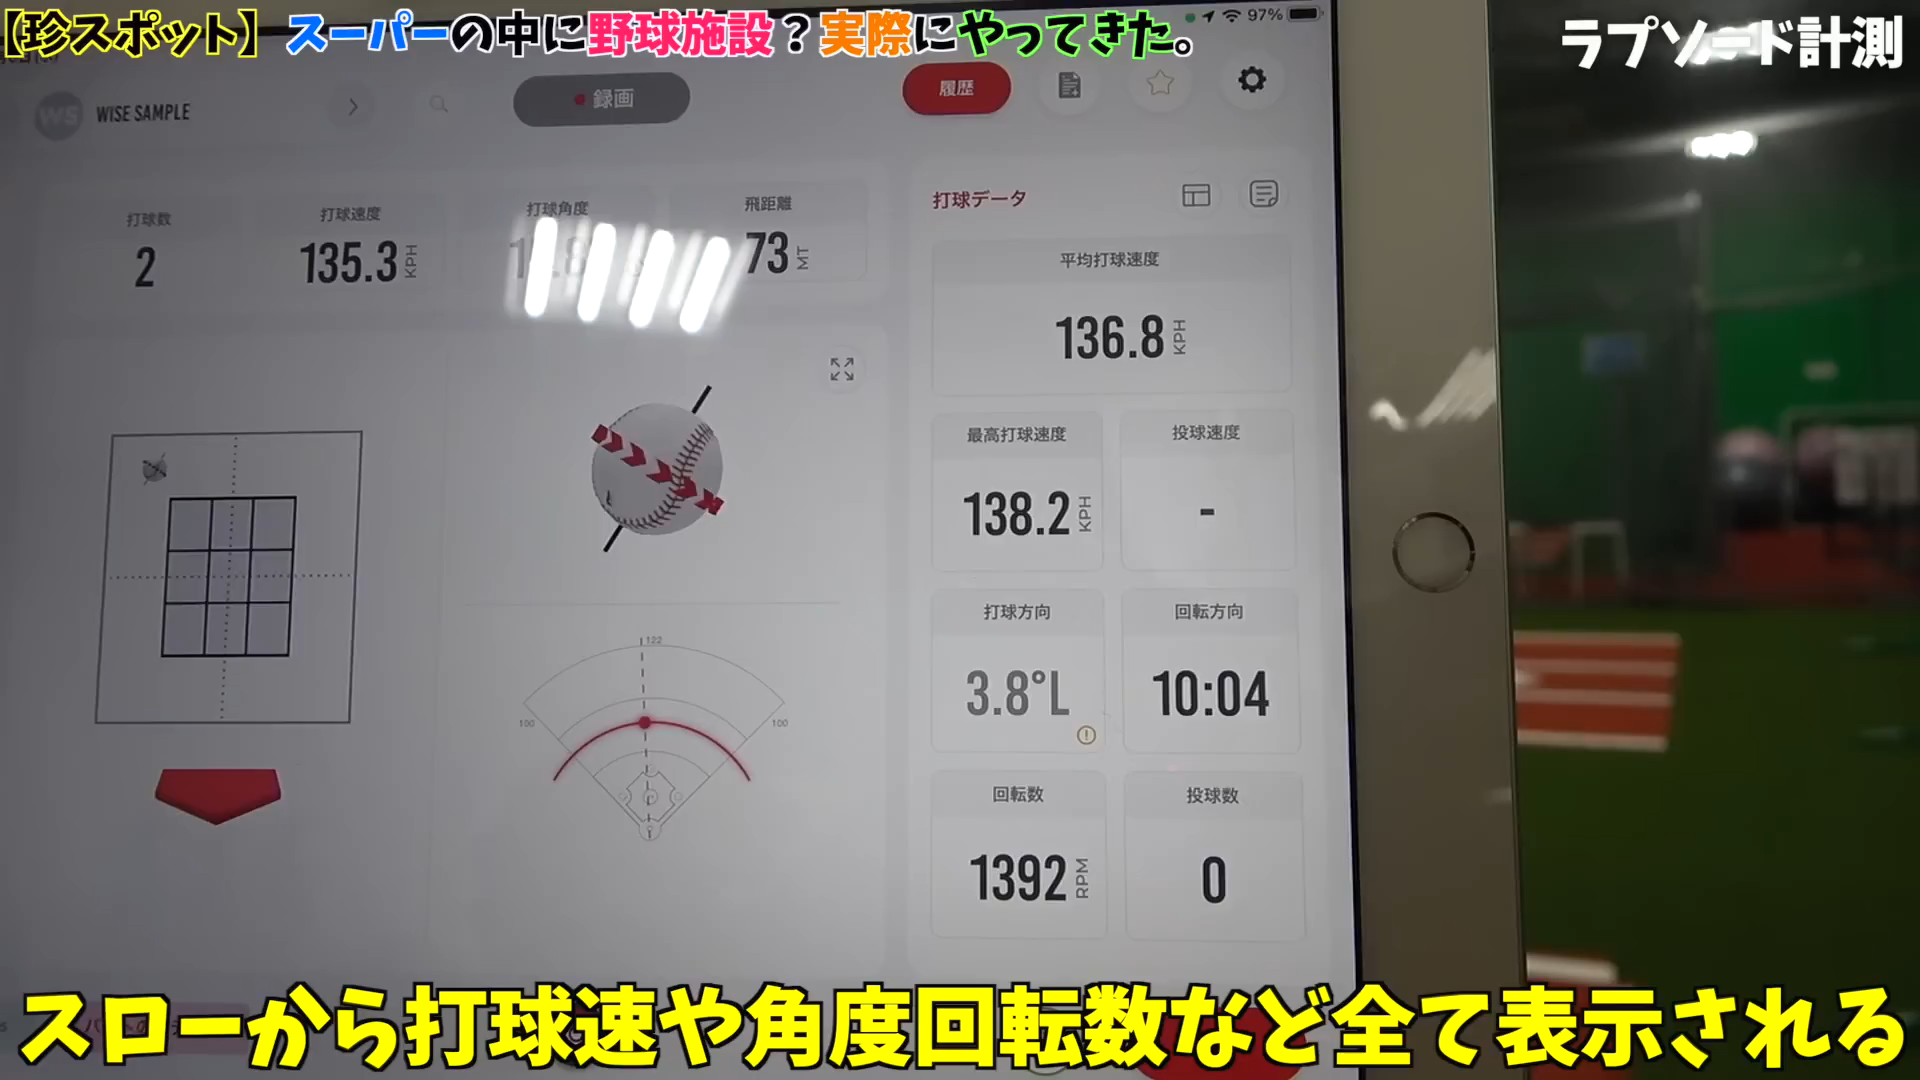 【珍スポット】スーパーの中に野球施設？実際にやってきた。
ラプソード計測
97%
WS WISE SAMPLE
録画
履歴
打球数
2
打球速度
135.3 KPH
打球角度
飛距離
73 MT
打球データ
平均打球速度
136.8 KPH
最高打球速度
138.2 KPH
投球速度
-
打球方向
3.8°L
回転方向
10:04
回転数
1392 RPM
投球数
0
122
100
100
スローから打球速や角度回転数など全て表示される